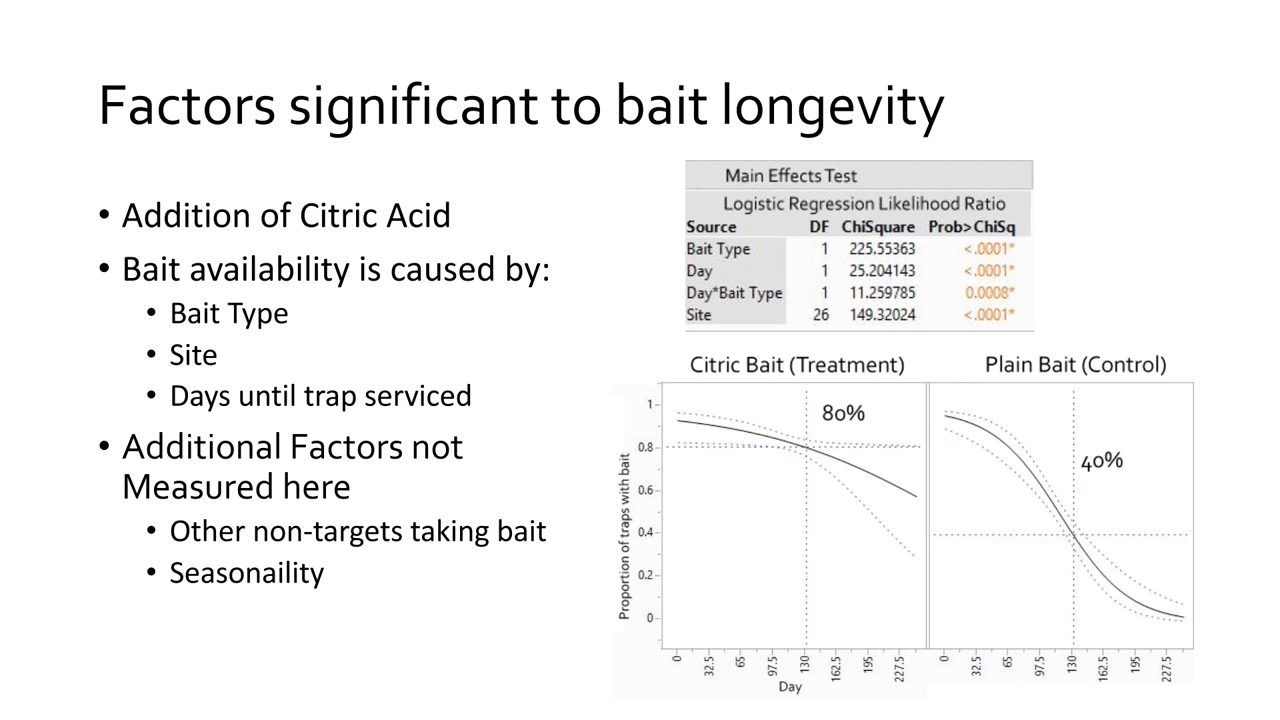 Factors significant to bait longevity
• Addition of Citric Acid
• Bait availability is caused by:
• Bait Type
• Site
• Days until trap serviced
• Additional Factors not
Measured here
• Other non-targets taking bait
• Seasonaility
Main Effects Test
Logistic Regression Likelihood Ratio
Source DF ChiSquare Prob>ChiSq
Bait Type 1 225.55363 <.0001*
Day 1 25.204143 <.0001*
Day*Bait Type 1 11.259785 0.0008*
Site 26 149.32024 <.0001*
Citric Bait (Treatment) Plain Bait (Control)
80%
40%
Proportion of traps with bait
1
0.8
0.6
0.4
0.2
0
0 32.5 65 97.5 130 162.5 195 227.5
0 32.5 65 97.5 130 162.5 195 227.5
Day